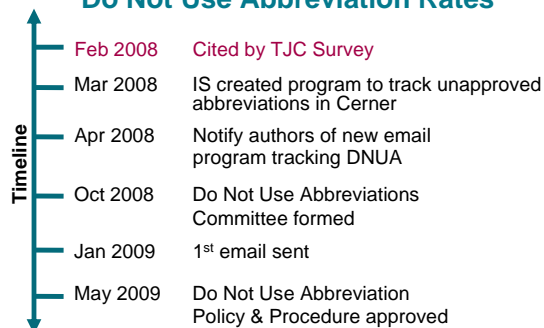 Do Not Use Abbreviation Rates
Timeline
Feb 2008 Cited by TJC Survey
Mar 2008 IS created program to track unapproved
abbreviations in Cerner
Apr 2008 Notify authors of new email
program tracking DNUA
Oct 2008 Do Not Use Abbreviations
Committee formed
Jan 2009 1st email sent
May 2009 Do Not Use Abbreviation
Policy & Procedure approved